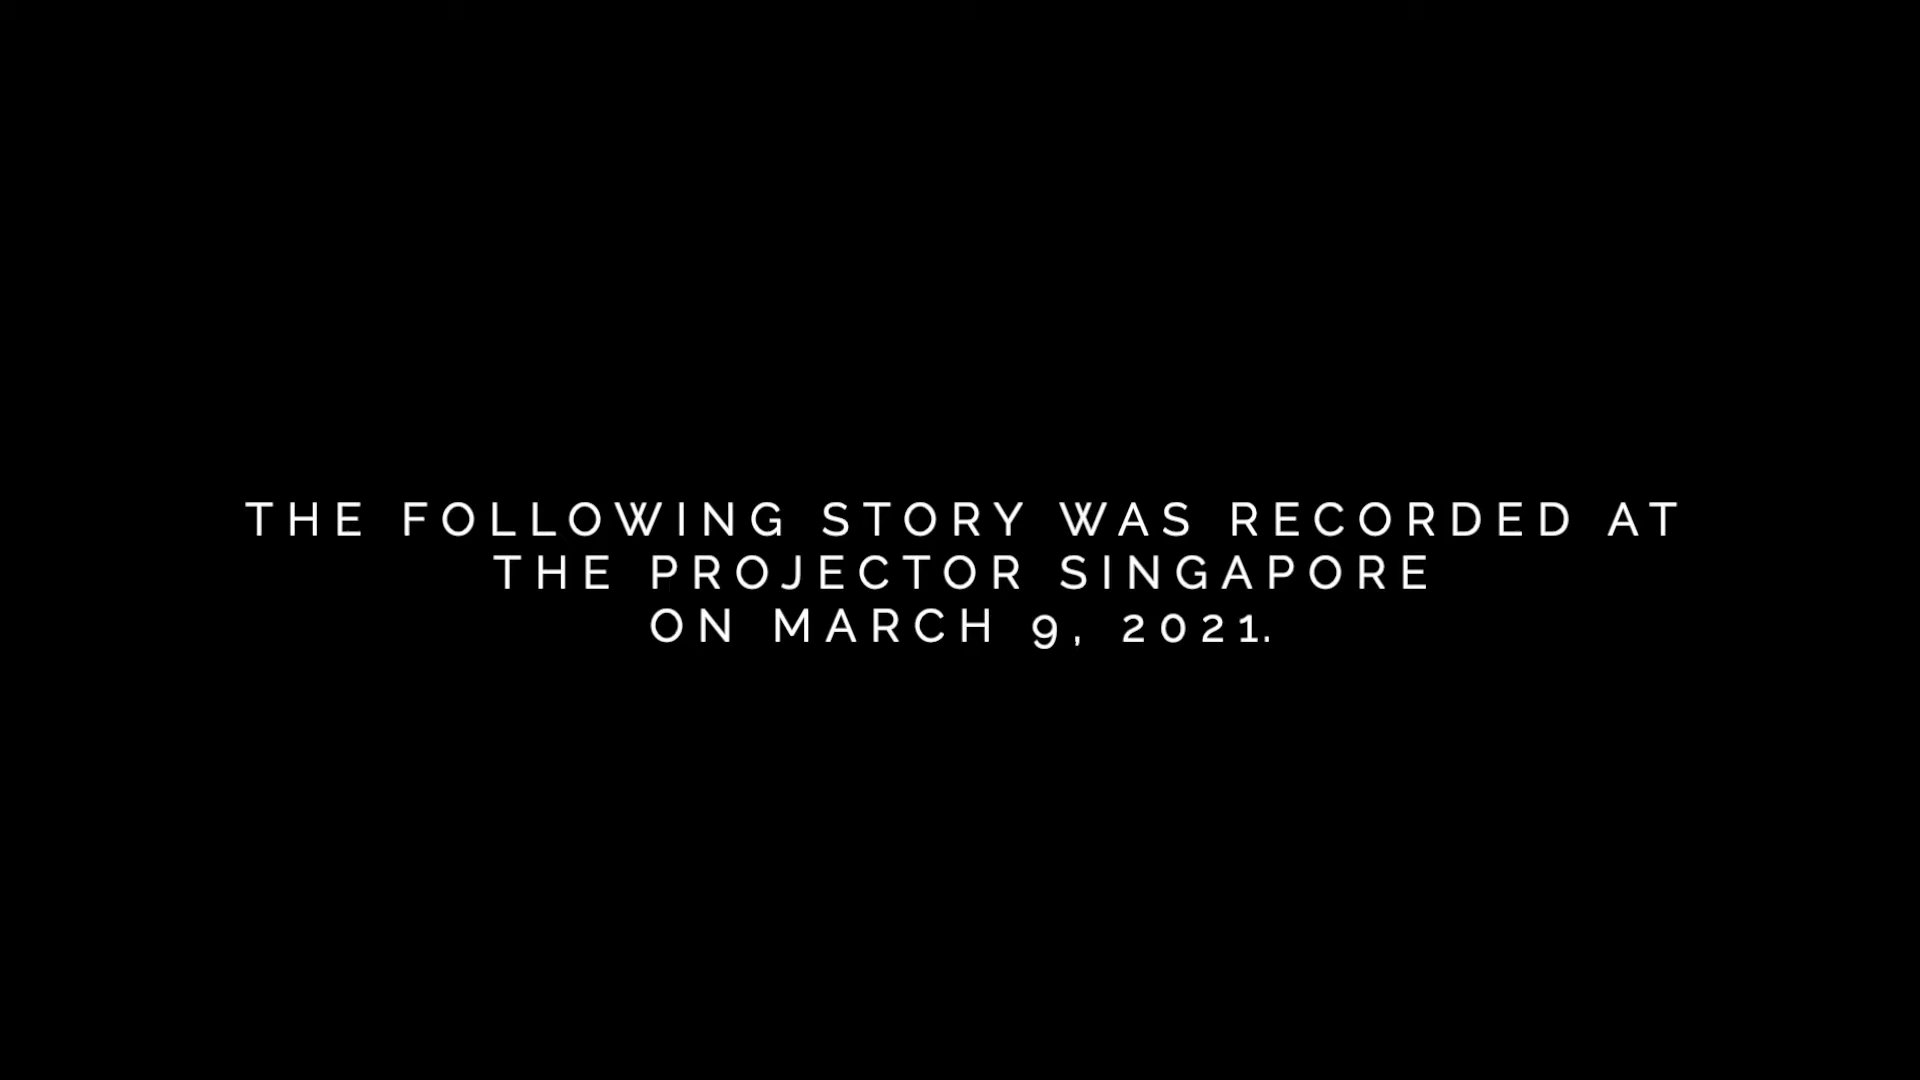 THE FOLLOWING STORY WAS RECORDED AT
THE PROJECTOR SINGAPORE
ON MARCH 9, 2021.